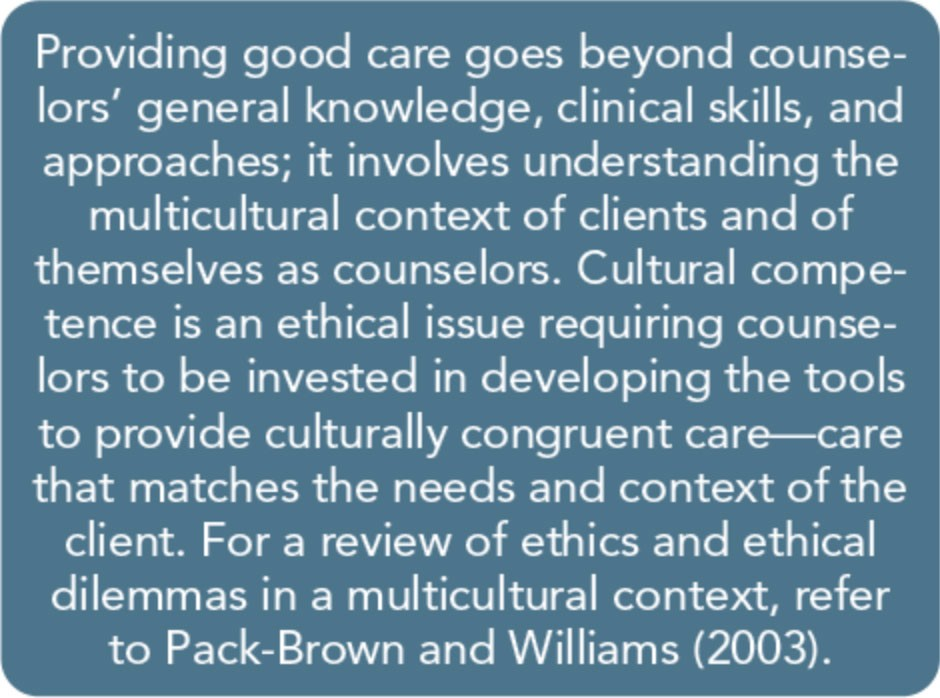 Providing good care goes beyond counse-
lors’ general knowledge, clinical skills, and
approaches; it involves understanding the
multicultural context of clients and of
themselves as counselors. Cultural compe-
tence is an ethical issue requiring counse-
lors to be invested in developing the tools
to provide culturally congruent care—care
that matches the needs and context of the
client. For a review of ethics and ethical
dilemmas in a multicultural context, refer
to Pack-Brown and Williams (2003).